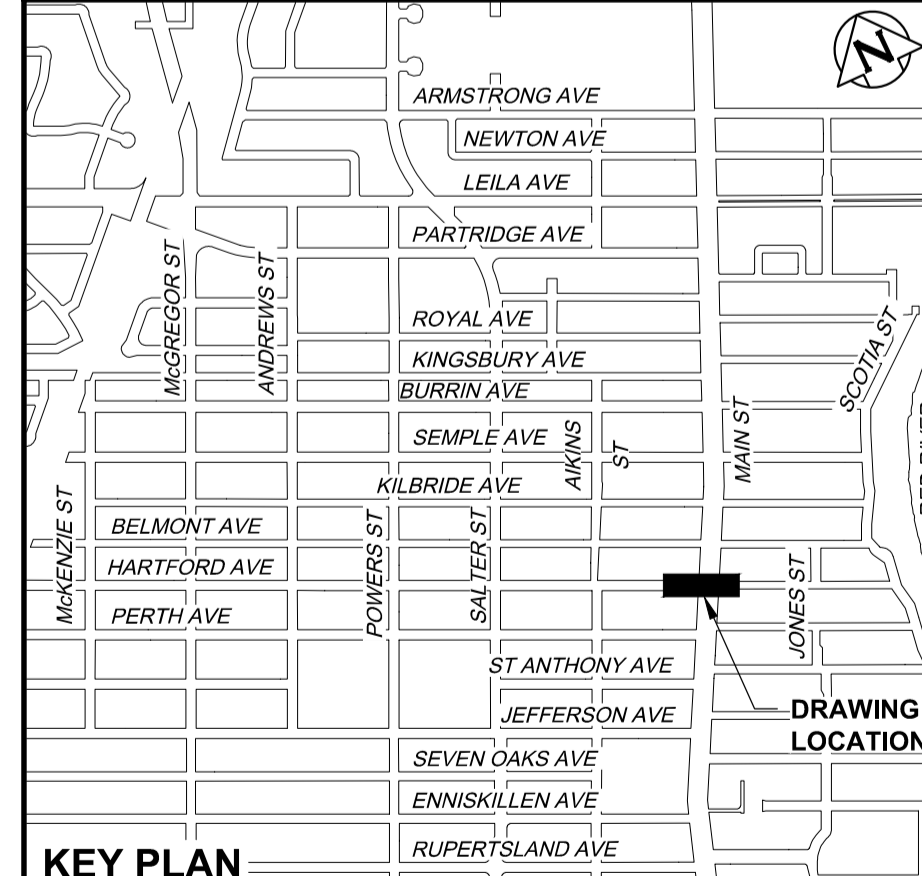 N
ARMSTRONG AVE
NEWTON AVE
LEILA AVE
PARTRIDGE AVE
McGREGOR ST
ANDREWS ST
ROYAL AVE
KINGSBURY AVE
BURRIN AVE
SCOTIA ST
SEMPLE AVE
AIKINS
ST
MAIN ST
KILBRIDE AVE
McKENZIE ST
BELMONT AVE
HARTFORD AVE
PERTH AVE
POWERS ST
SALTER ST
JONES ST
ST ANTHONY AVE
JEFFERSON AVE
DRAWING
LOCATION
SEVEN OAKS AVE
ENNISKILLEN AVE
RUPERTSLAND AVE
KEY PLAN